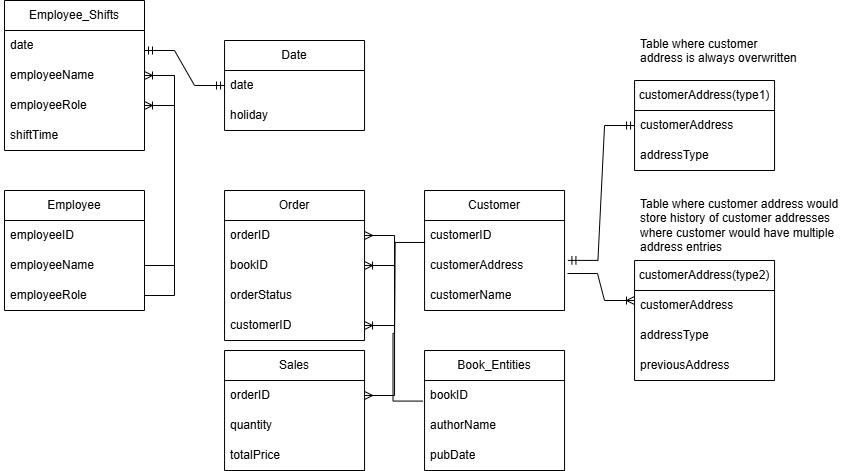 Employee_Shifts
date
employeeName
employeeRole
shiftTime
Date
date
holiday
Table where customer
address is always overwritten
customerAddress(type1)
customerAddress
addressType
Employee
employeeID
employeeName
employeeRole
Order
orderID
bookID
orderStatus
customerID
Customer
customerID
customerAddress
customerName
Table where customer address would
store history of customer addresses
where customer would have multiple
address entries
customerAddress(type2)
customerAddress
addressType
previousAddress
Sales
orderID
quantity
totalPrice
Book_Entities
bookID
authorName
pubDate